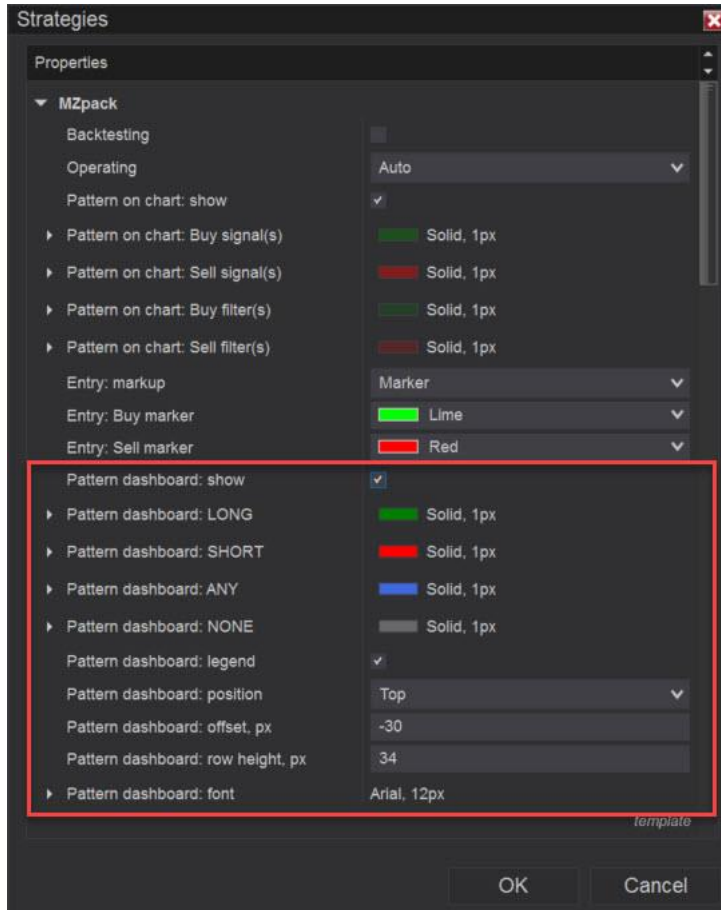 Strategies
Properties
MZpack
Backtesting
Operating Auto
Pattern on chart: show
Pattern on chart: Buy signal(s) Solid, 1px
Pattern on chart: Sell signal(s) Solid, 1px
Pattern on chart: Buy filter(s) Solid, 1px
Pattern on chart: Sell filter(s) Solid, 1px
Entry: markup Marker
Entry: Buy marker Lime
Entry: Sell marker Red
Pattern dashboard: show
Pattern dashboard: LONG Solid, 1px
Pattern dashboard: SHORT Solid, 1px
Pattern dashboard: ANY Solid, 1px
Pattern dashboard: NONE Solid, 1px
Pattern dashboard: legend
Pattern dashboard: position Top
Pattern dashboard: offset, px -30
Pattern dashboard: row height, px 34
Pattern dashboard: font Arial, 12px
template
OK Cancel